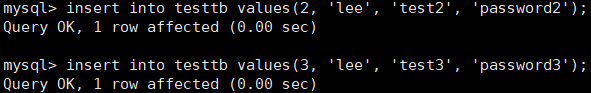 mysql> insert into testtb values(2, 'lee', 'test2', 'password2');
Query OK, 1 row affected (0.00 sec)
mysql> insert into testtb values(3, 'lee', 'test3', 'password3');
Query OK, 1 row affected (0.00 sec)